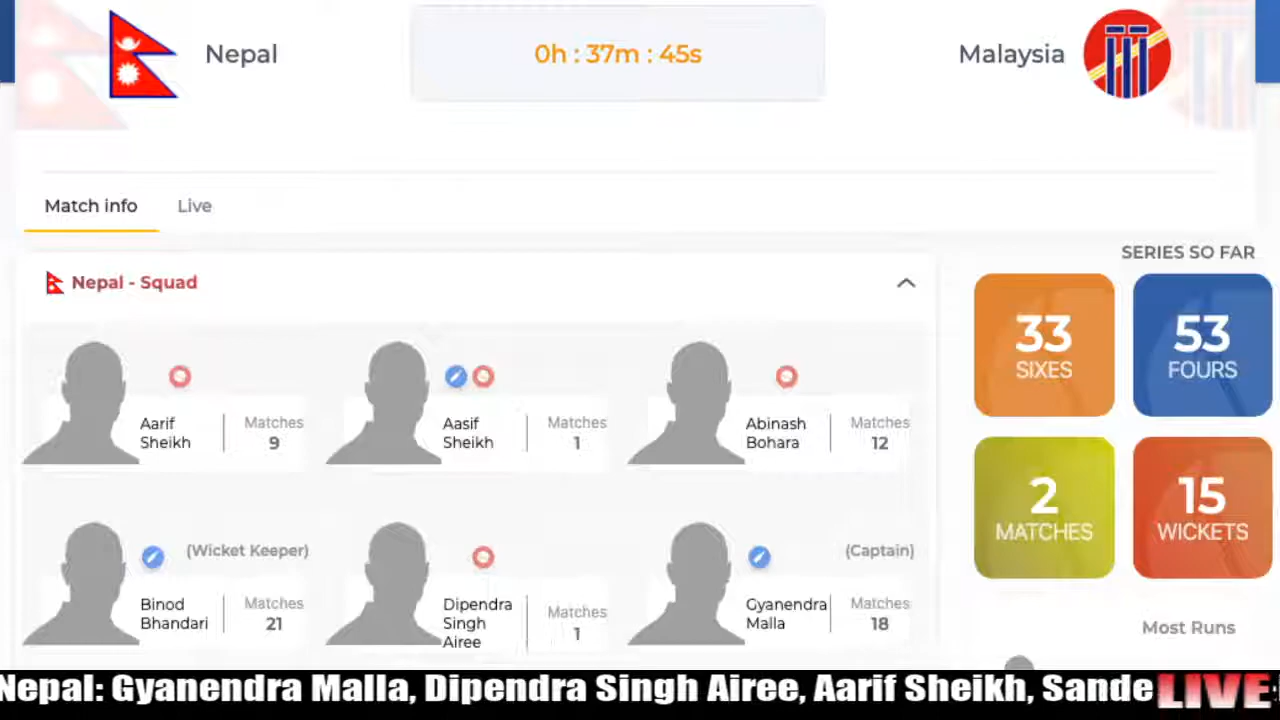 Nepal
0h : 37m : 45s
Malaysia
Match info
Live
SERIES SO FAR
Nepal - Squad
33
SIXES
53
FOURS
Aarif
Sheikh
Matches
9
Aasif
Sheikh
Matches
1
Abinash
Bohara
Matches
12
2
MATCHES
15
WICKETS
(Wicket Keeper)
Binod
Bhandari
Matches
21
Dipendra
Singh
Airee
Matches
1
(Captain)
Gyanendra
Malla
Matches
18
Most Runs
Nepal: Gyanendra Malla, Dipendra Singh Airee, Aarif Sheikh, Sande
LIVE